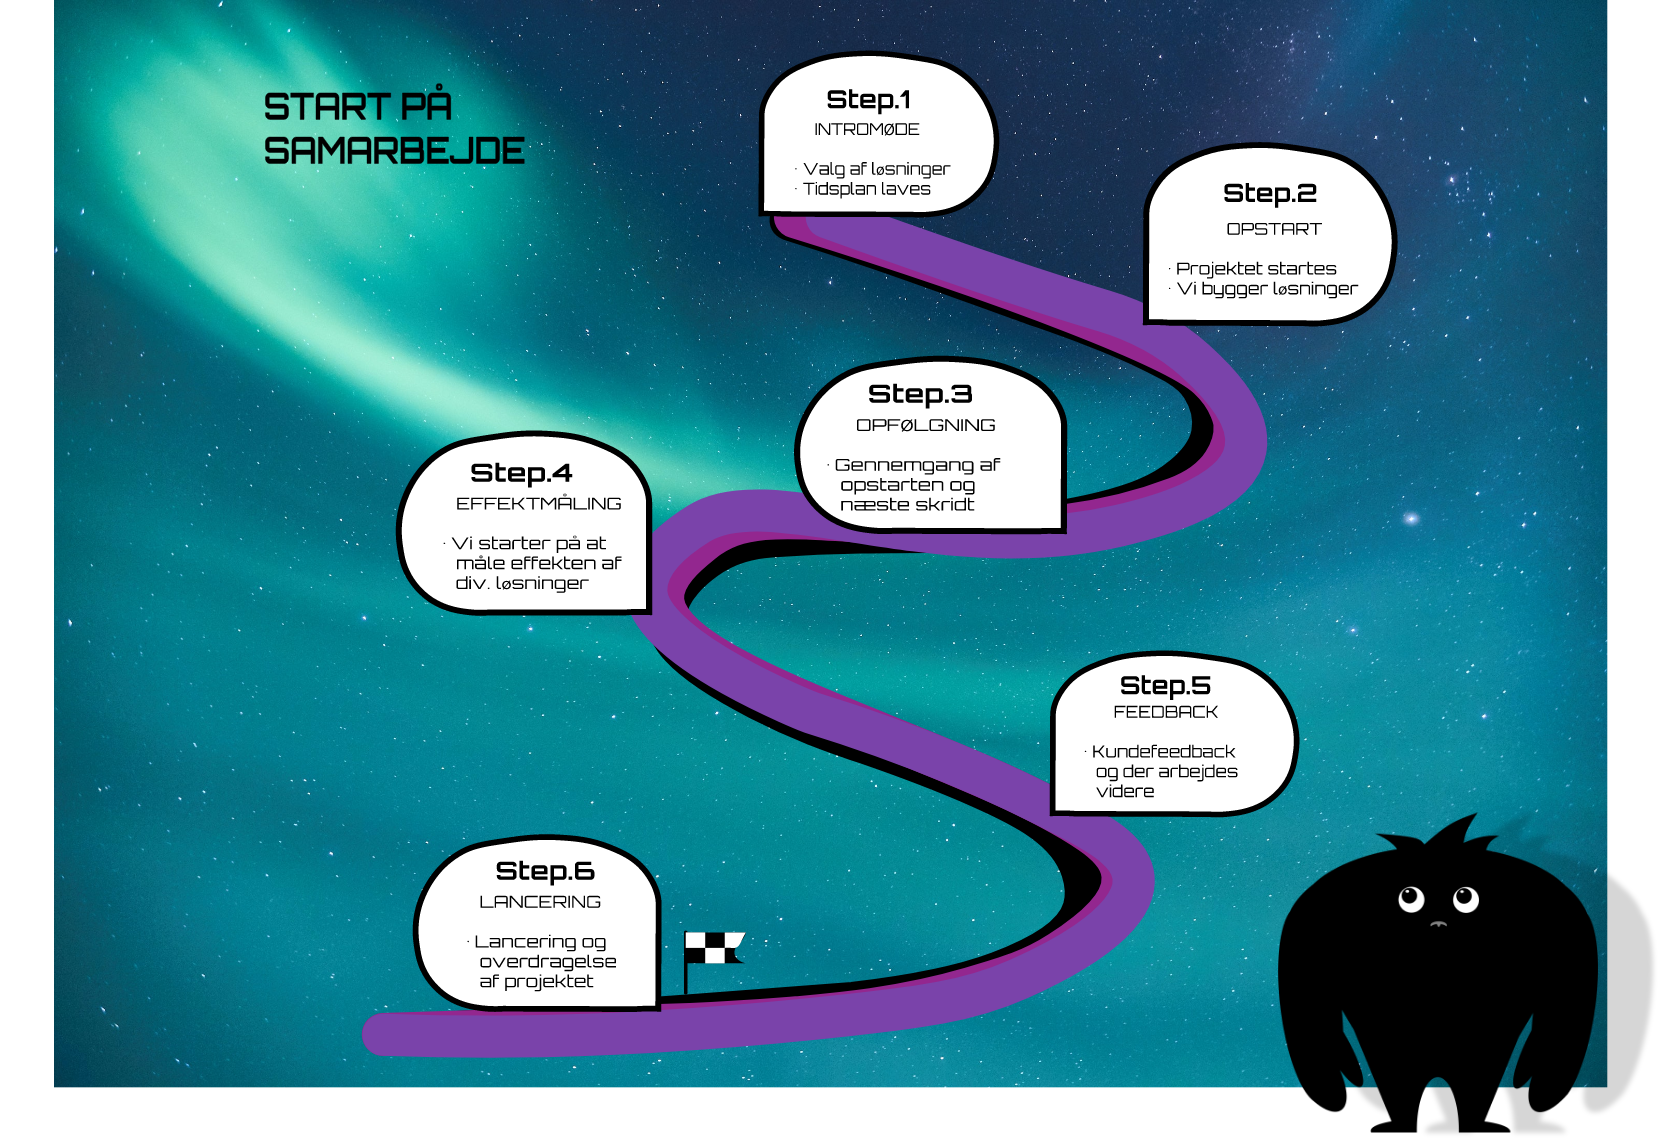 START PÅ
SAMARBEJDE
Step.1
INTROMØDE
· Valg af løsninger
· Tidsplan laves
Step.2
OPSTART
· Projektet startes
· Vi bygger løsninger
Step.3
OPFØLGNING
· Gennemgang af
opstarten og
næste skridt
Step.4
EFFEKTMÅLING
· Vi starter på at
måle effekten af
div. løsninger
Step.5
FEEDBACK
· Kundefeedback
og der arbejdes
videre
Step.6
LANCERING
· Lancering og
overdragelse
af projektet